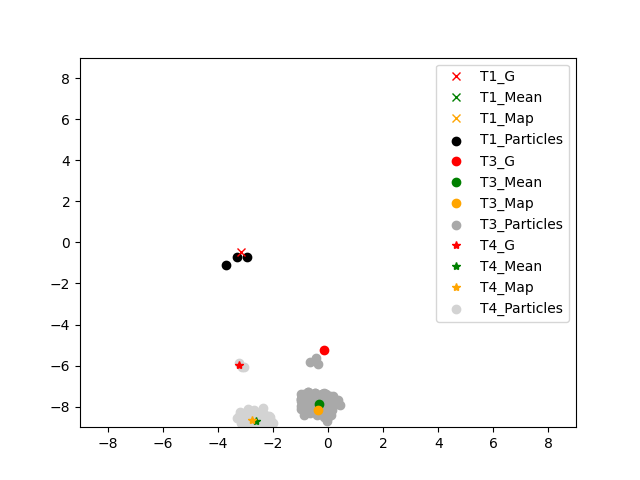 8
6
4
2
0
−2
−4
−6
−8
−8 −6 −4 −2 0 2 4 6 8
T1_G
T1_Mean
T1_Map
T1_Particles
T3_G
T3_Mean
T3_Map
T3_Particles
T4_G
T4_Mean
T4_Map
T4_Particles